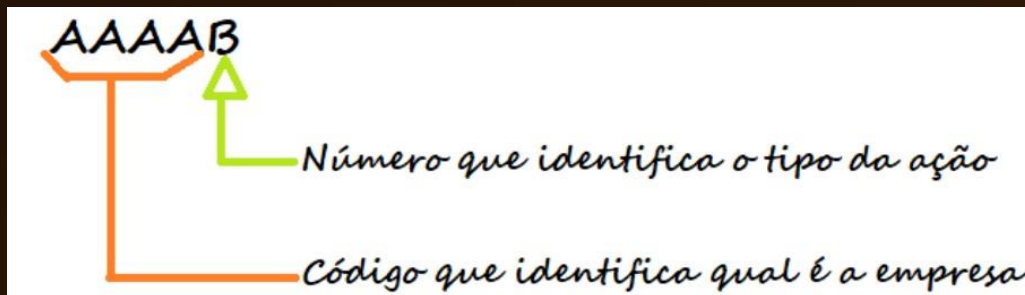 AAAAB
Número que identifica o tipo da ação
Código que identifica qual é a empresa